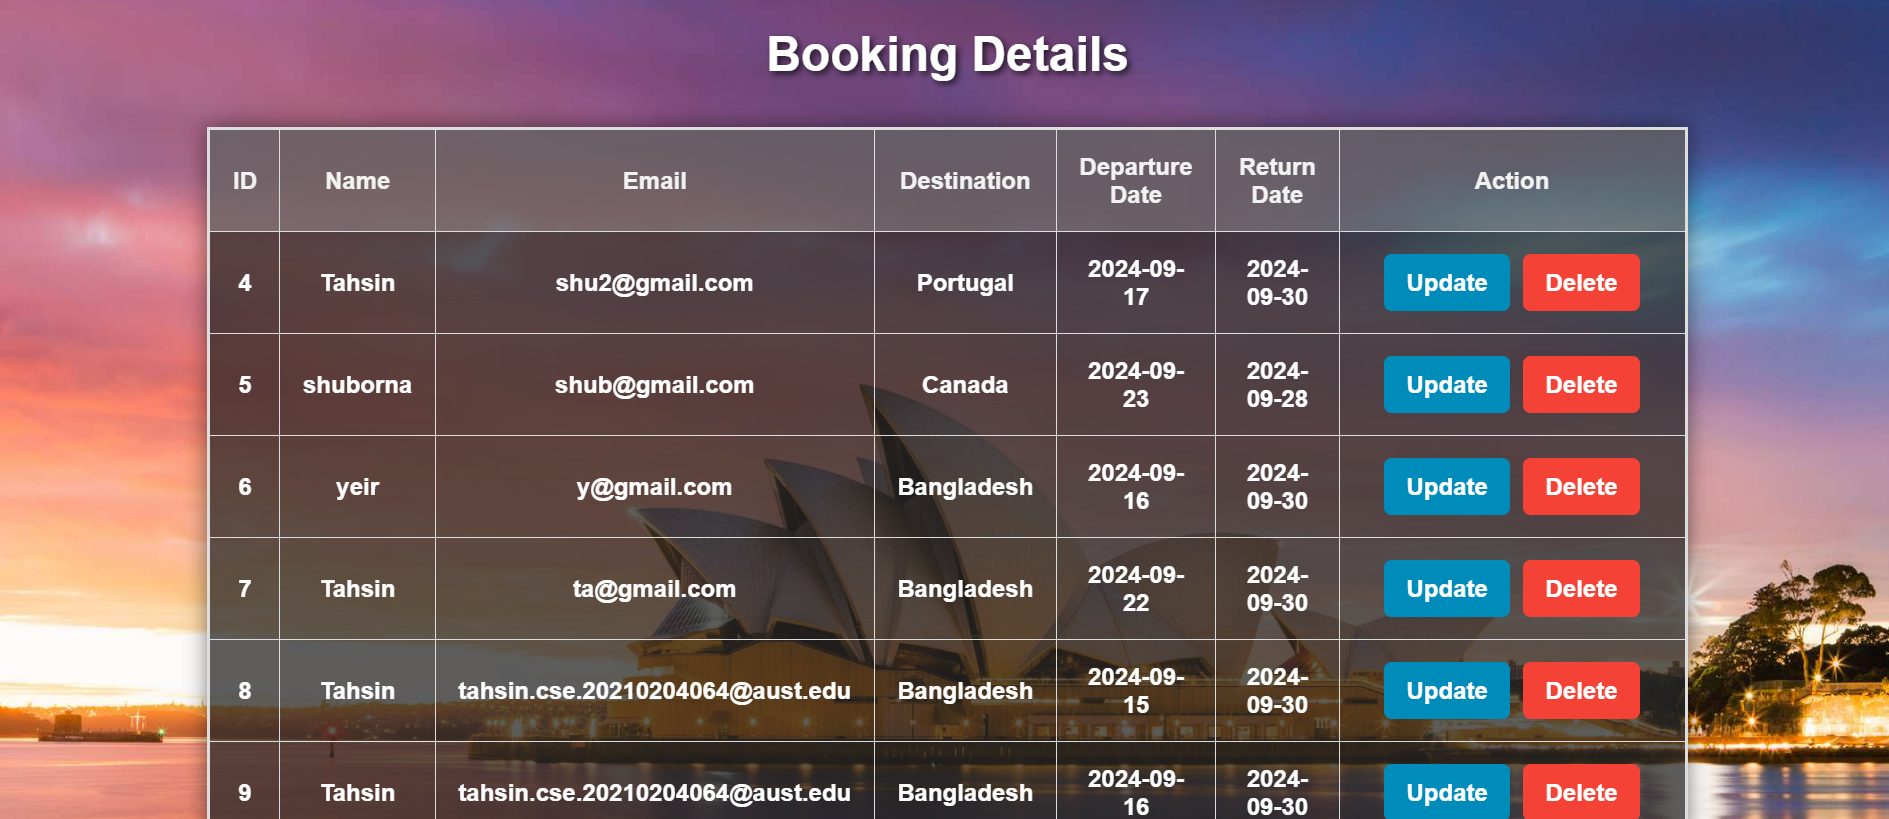 Booking Details
ID Name Email Destination Departure Date Return Date Action
4 Tahsin shu2@gmail.com Portugal 2024-09-17 2024-09-30 Update Delete
5 shuborna shub@gmail.com Canada 2024-09-23 2024-09-28 Update Delete
6 yeir y@gmail.com Bangladesh 2024-09-16 2024-09-30 Update Delete
7 Tahsin ta@gmail.com Bangladesh 2024-09-22 2024-09-30 Update Delete
8 Tahsin tahsin.cse.20210204064@aust.edu Bangladesh 2024-09-15 2024-09-30 Update Delete
9 Tahsin tahsin.cse.20210204064@aust.edu Bangladesh 2024-09-16 2024-09-30 Update Delete